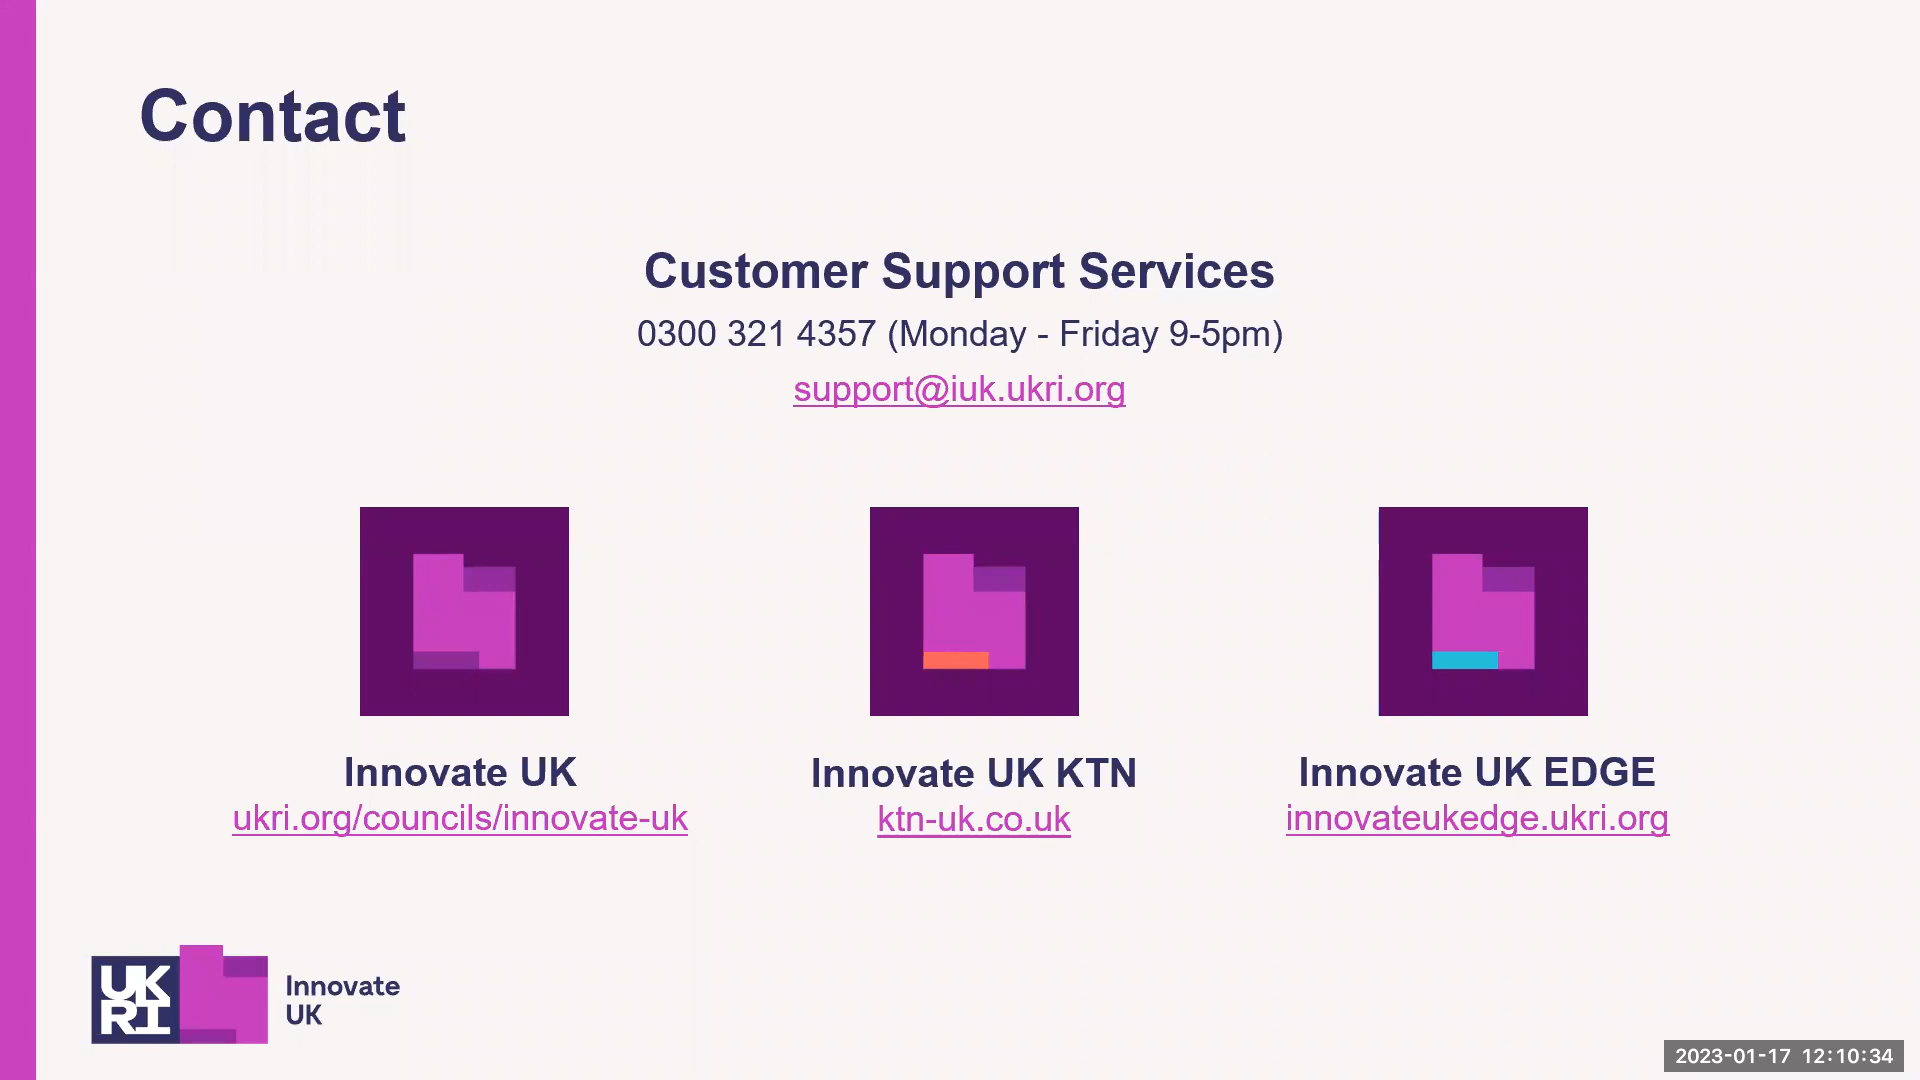 Contact
Customer Support Services
0300 321 4357 (Monday - Friday 9-5pm)
support@iuk.ukri.org
Innovate UK
ukri.org/councils/innovate-uk
Innovate UK KTN
ktn-uk.co.uk
Innovate UK EDGE
innovateukedge.ukri.org
UK
RI
Innovate
UK
2023-01-17 12:10:34